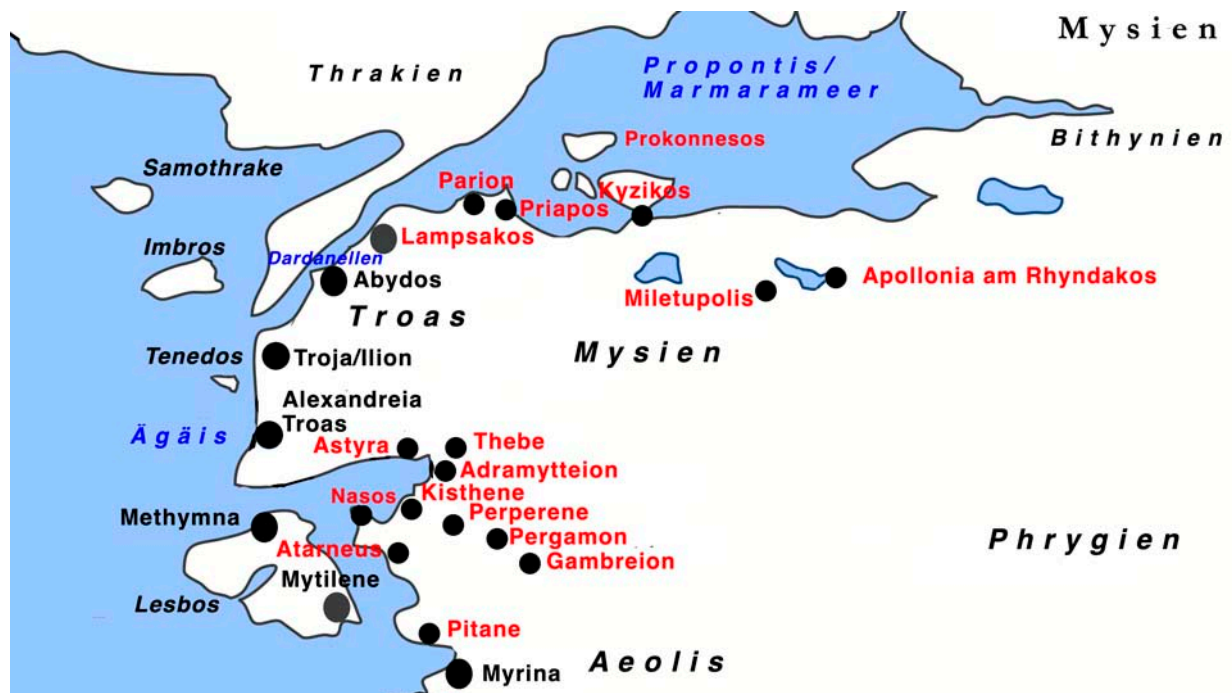 Mysien
Thrakien
Propontis/
Marmarameer
Prokonnesos
Bithynien
Samothrake
Parion
Kyzikos
Priapos
Lampsakos
Imbros
Dardanellen
Abydos
Apollonia am Rhyndakos
Miletupolis
Troas
Mysien
Tenedos
Troja/Ilion
Alexandreia
Troas
Ägäis
Astyra
Thebe
Adramytteion
Nasos
Kisthene
Methymna
Perperene
Pergamon
Phrygien
Atarneus
Gambreion
Mytilene
Lesbos
Pitane
Aeolis
Myrina